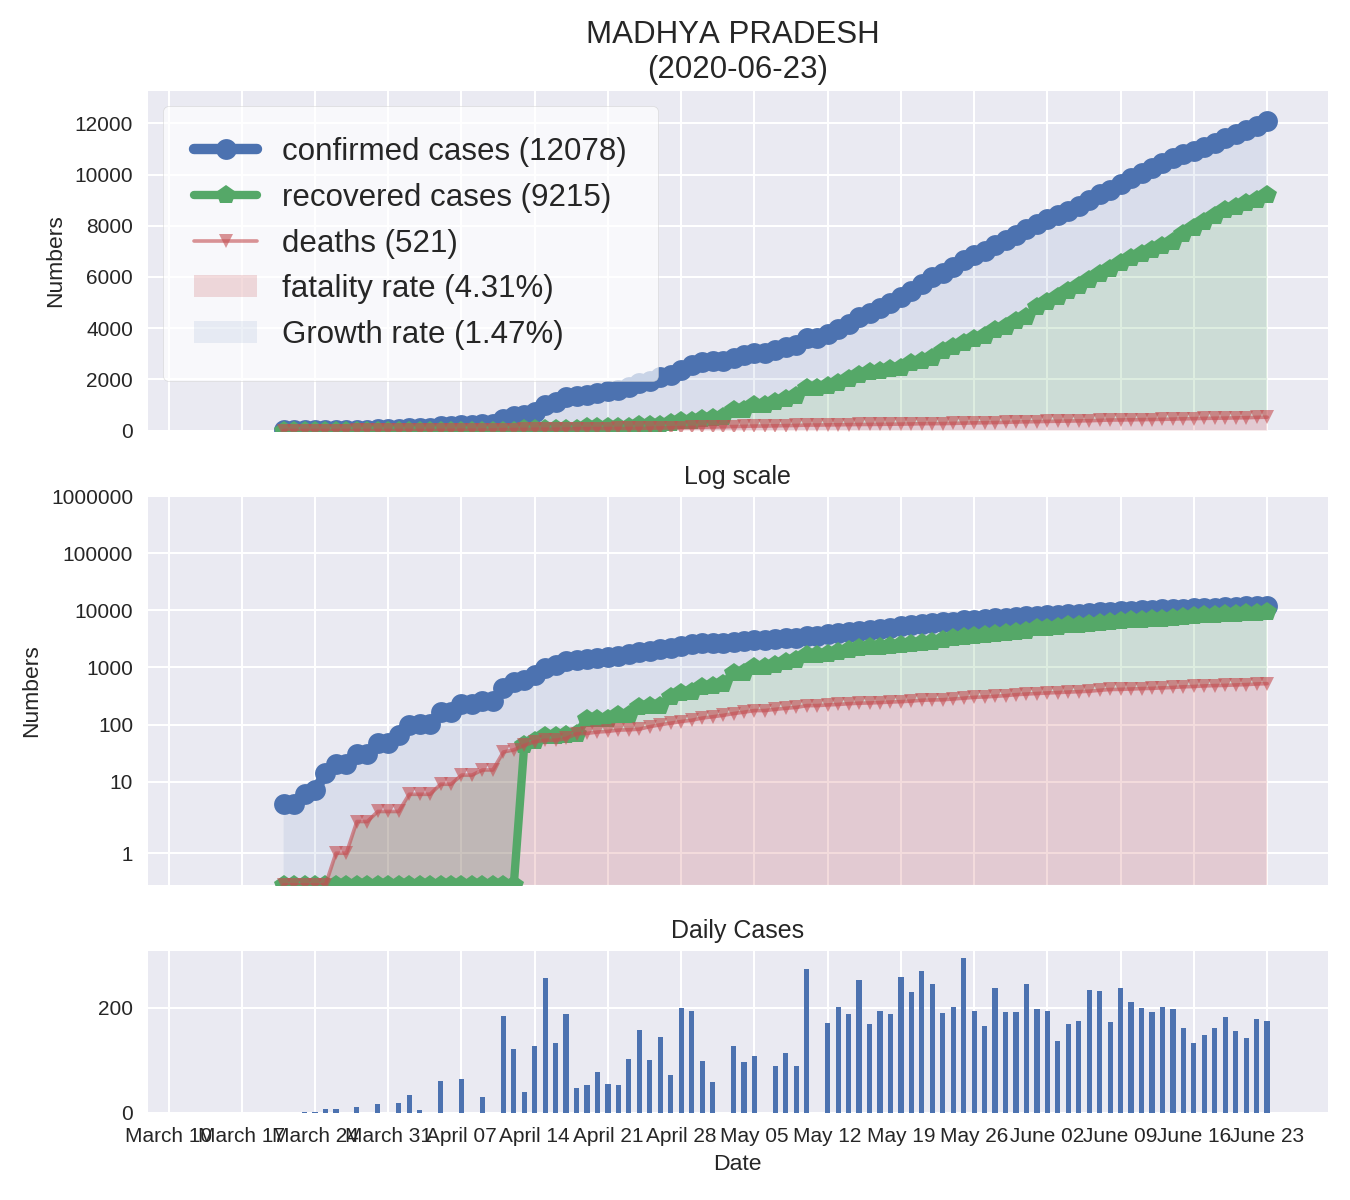 MADHYA PRADESH
(2020-06-23)
12000
10000
8000
6000
4000
2000
0
Numbers
confirmed cases (12078)
recovered cases (9215)
deaths (521)
fatality rate (4.31%)
Growth rate (1.47%)
Log scale
1000000
100000
10000
1000
100
10
1
Numbers
Daily Cases
200
0
March 10 March 17 March 24 March 31 April 07 April 14 April 21 April 28 May 05 May 12 May 19 May 26 June 02 June 09 June 16 June 23
Date